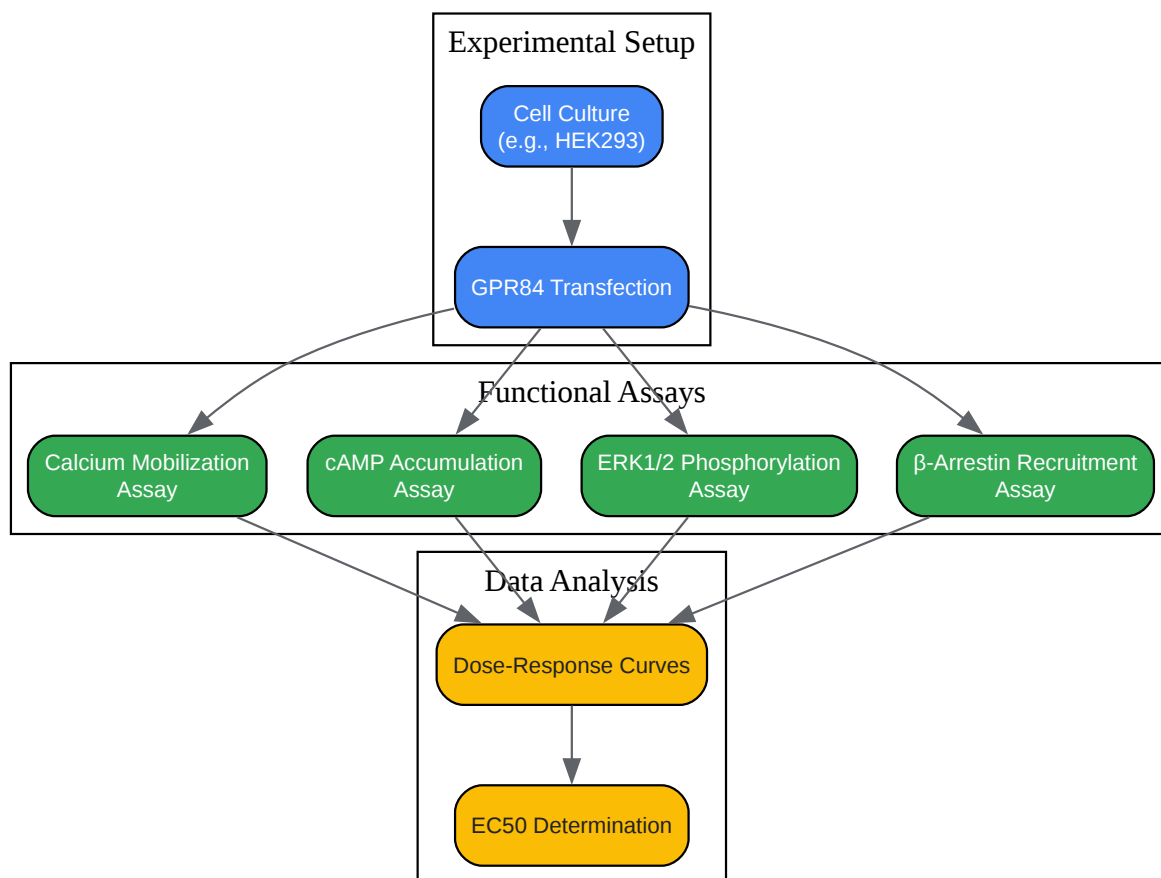 Experimental Setup
Cell Culture
(e.g., HEK293)
GPR84 Transfection
Functional Assays
Calcium Mobilization
Assay
cAMP Accumulation
Assay
ERK1/2 Phosphorylation
Assay
β-Arrestin Recruitment
Assay
Data Analysis
Dose-Response Curves
EC50 Determination